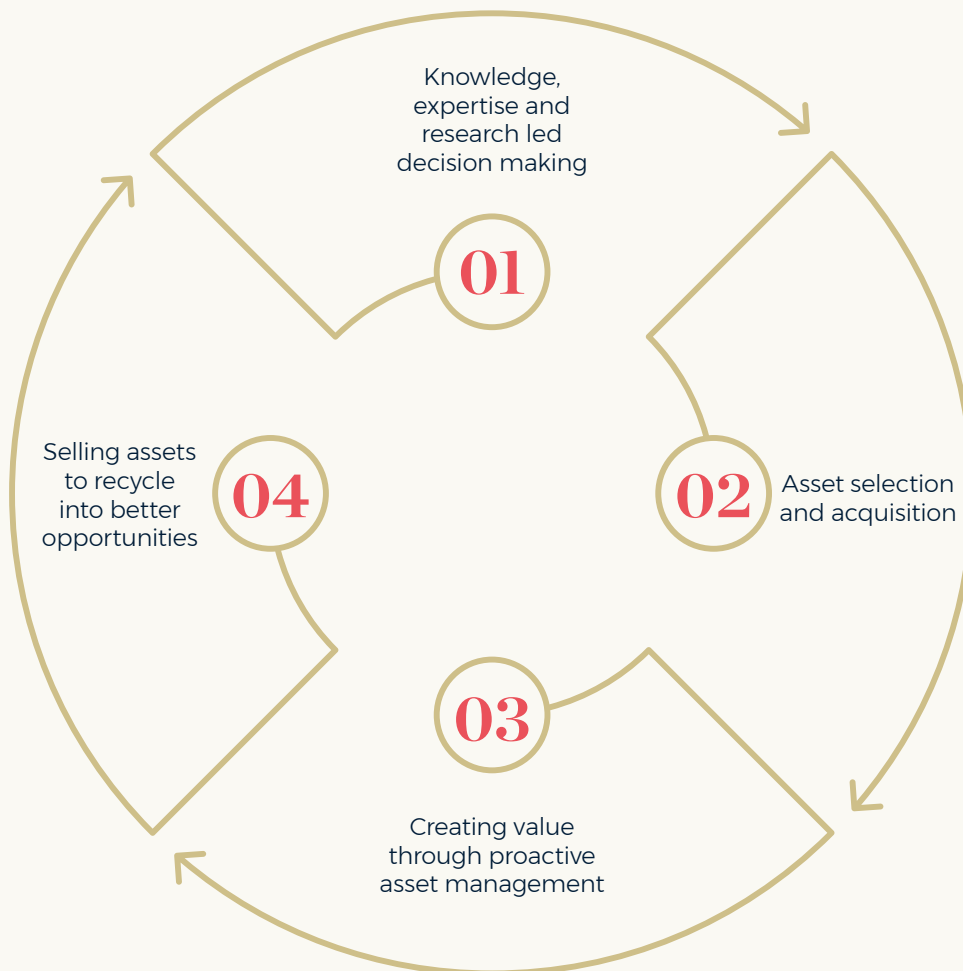 Knowledge,
expertise and
research led
decision making
01
02
Asset selection
and acquisition
03
Creating value
through proactive
asset management
04
Selling assets
to recycle
into better
opportunities